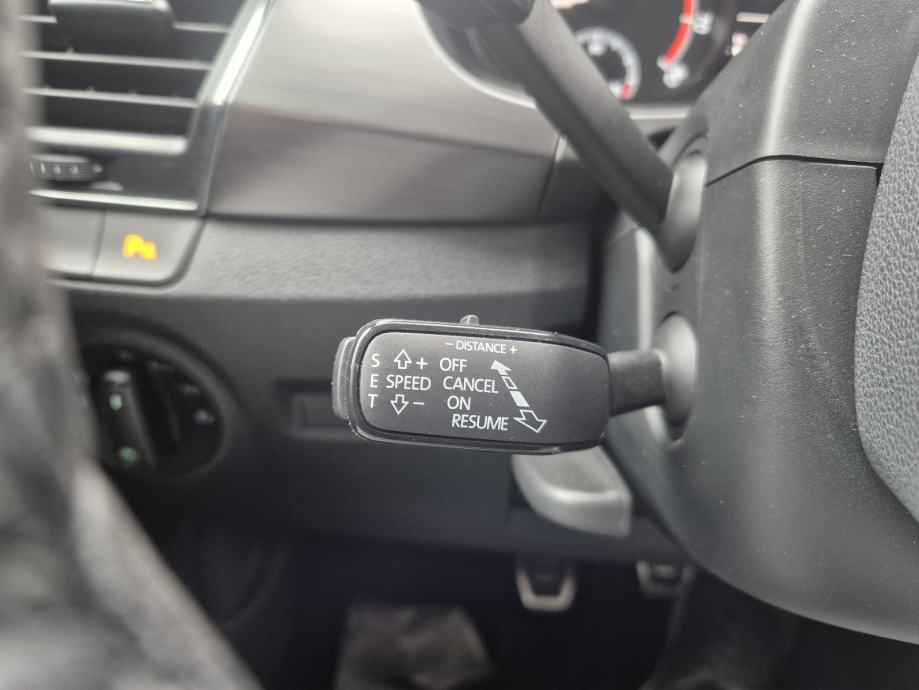 – DISTANCE +
S + OFF
E SPEED CANCEL
T – ON
RESUME